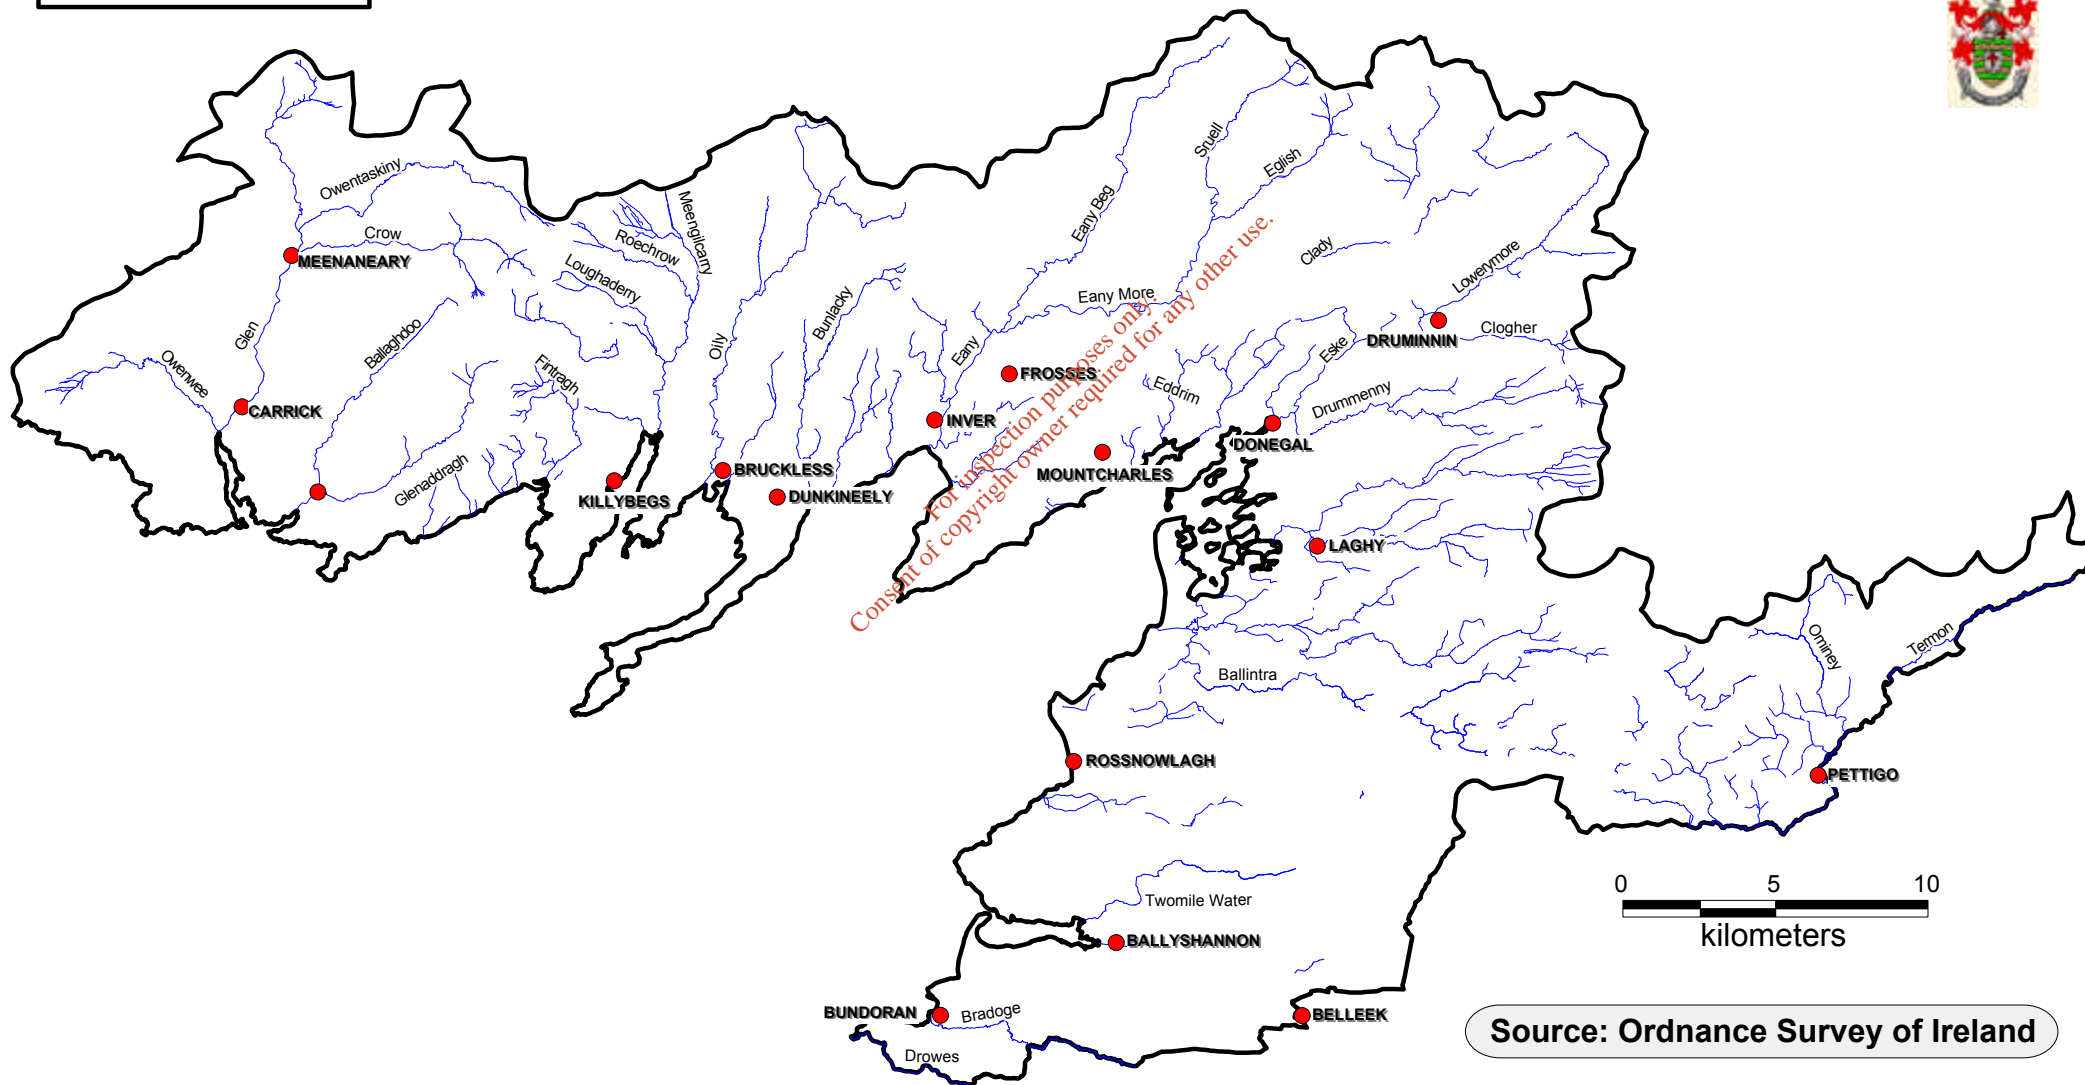 Owentaskiny
Crow
MEENANEARY
Glen
Owenwee
CARRICK
Ballaghdoo
Glenaddragh
Fintragh
Loughaderry
Roechrow
Meengilcarry
KILLYBEGS
Oily
BRUCKLESS
DUNKINEELY
Bunlacky
INVER
Eany
FROSSES
Eany Beg
Eany More
Sruell
Eglish
Clady
Lowerymore
DRUMINNIN
Clogher
Eske
Eddrim
Drummenny
DONEGAL
MOUNTCHARLES
LAGHY
For inspection purposes only.
Consent of copyright owner required for any other use.
Ballintra
Ominey
Termon
PETTIGO
ROSSNOWLAGH
Twomile Water
BALLYSHANNON
BUNDORAN
Bradoge
Drowes
BELLEEK
0 5 10
kilometers
Source: Ordnance Survey of Ireland